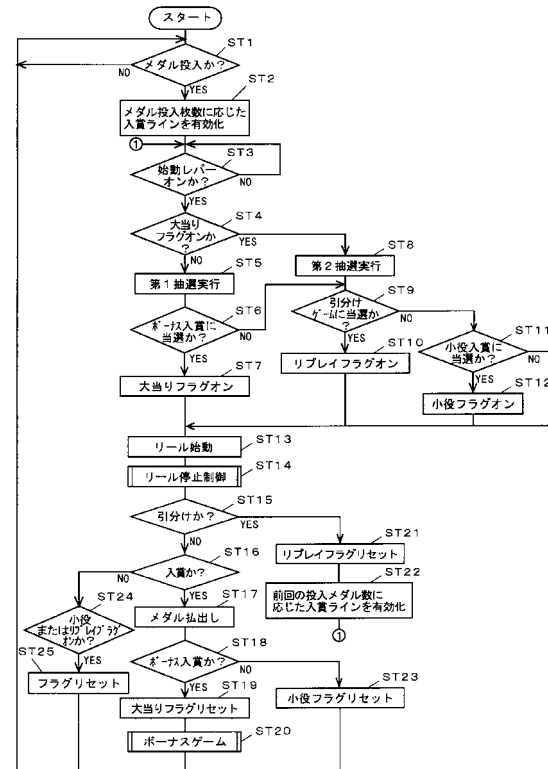 スタート
ST1
メダル投入か?
NO
YES
ST2
メダル投入枚数に応じた
入賞ラインを有効化
①
ST3
始動レバー
オンか?
NO
YES
ST4
大当り
フラグオンか
?
YES
NO
ST5
第1抽選実行
ST8
第2抽選実行
ST6
ボーナス入賞に
当選か?
NO
YES
ST9
引分け
ゲームに当選か
?
NO
YES
ST7
大当りフラグオン
ST10
リプレイフラグオン
ST11
小役入賞に
当選か?
NO
YES
ST12
小役フラグオン
ST13
リール始動
ST14
リール停止制御
ST15
引分けか?
YES
NO
ST21
リプレイフラグリセット
ST22
前回の投入メダル数に
応じた入賞ラインを有効化
①
ST16
入賞か?
NO
YES
ST17
メダル払出し
ST24
小役
またはリプレイフラグ
オンか?
YES
ST25
フラグリセット
ST18
ボーナス入賞か?
NO
YES
ST19
大当りフラグリセット
ST23
小役フラグリセット
ST20
ボーナスゲーム